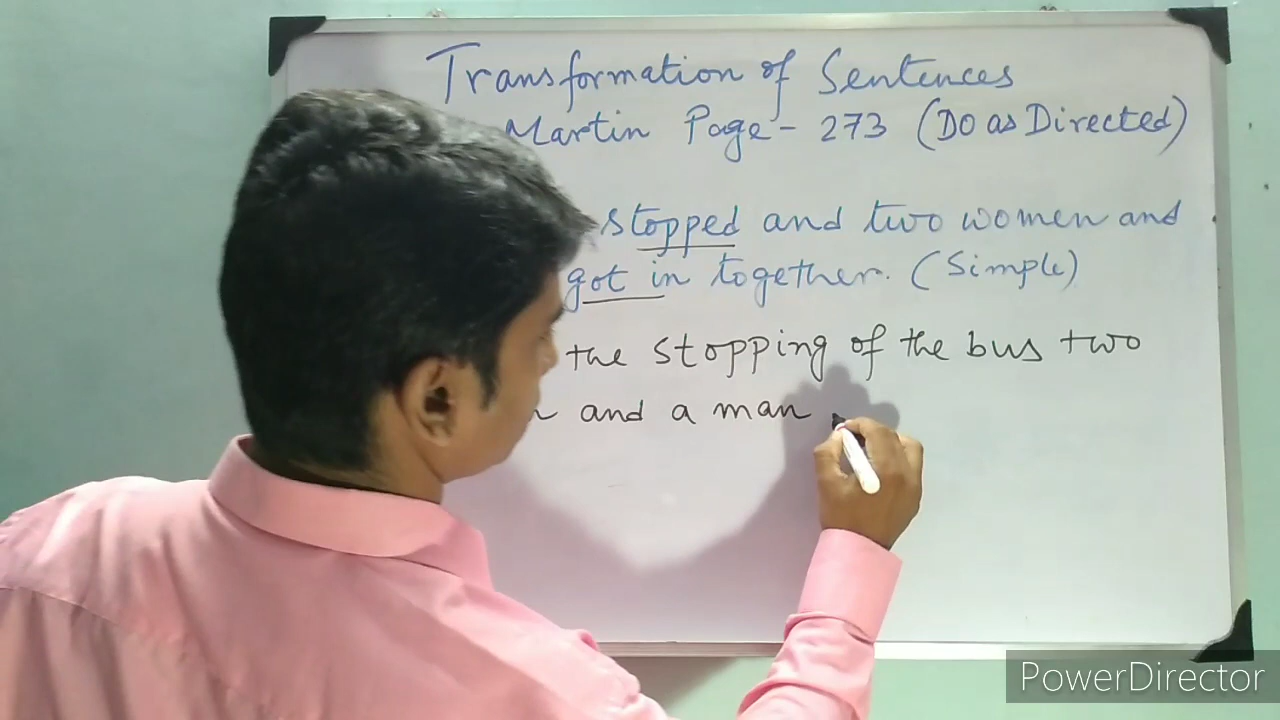 Transformation of Sentences
Martin Page - 273 (Do as Directed)
stopped and two women and
got in together. (Simple)
the stopping of the bus two
and a man
PowerDirector